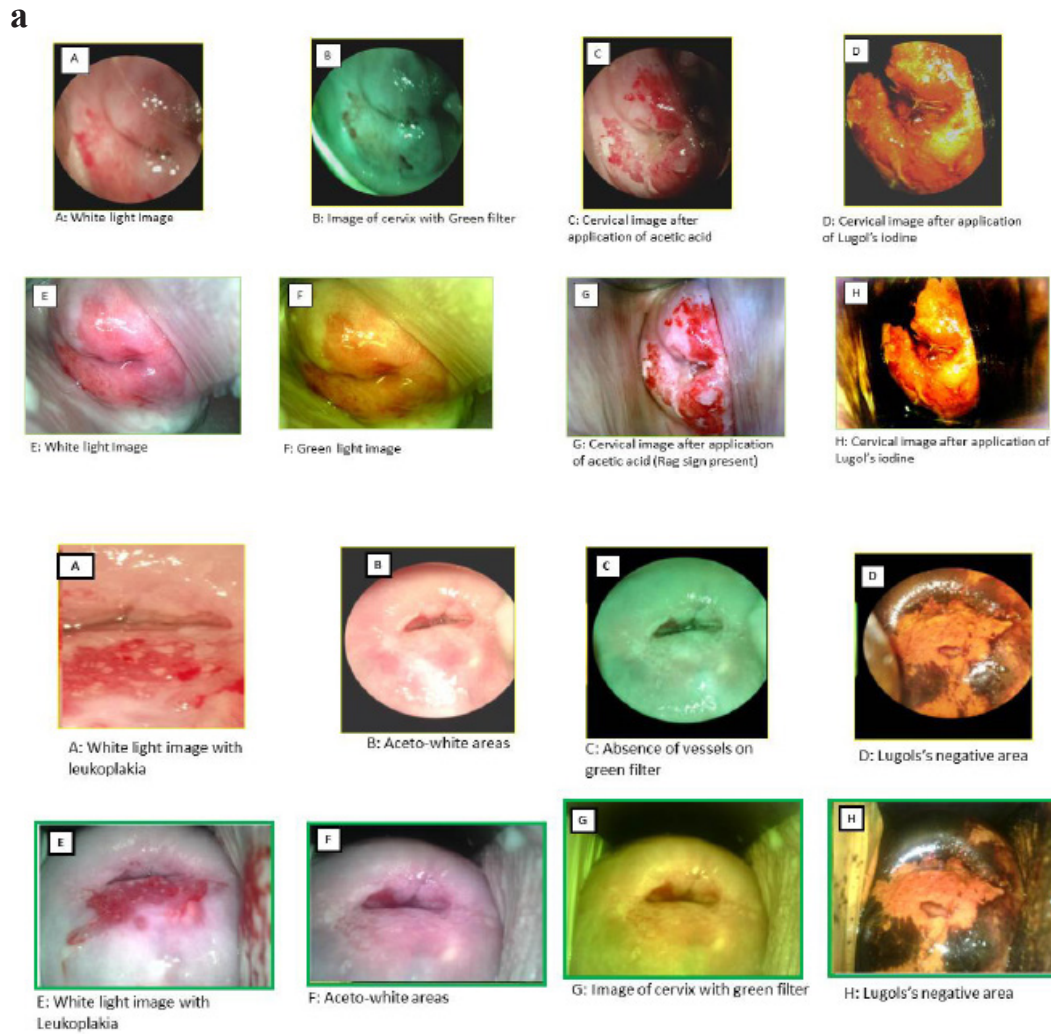 a
A
B
C
D
A: White light Image
B: Image of cervix with Green filter
C: Cervical image after
application of acetic acid
D: Cervical image after application
of Lugol's iodine
E
F
G
H
E: White light Image
F: Green light image
G: Cervical image after application
of acetic acid (Rag sign present)
H: Cervical image after application of
Lugol's iodine
A
B
C
D
A: White light image with
leukoplakia
B: Aceto-white areas
C: Absence of vessels on
green filter
D: Lugols's negative area
E
F
G
H
E: White light image with
Leukoplakia
F: Aceto-white areas
G: Image of cervix with green filter
H: Lugols's negative area